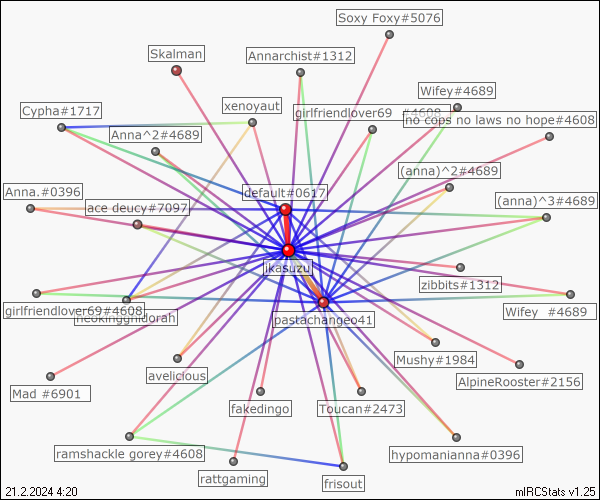 Soxy Foxy#5076
Skalman
Annarchist#1312
Wifey#4689
Cypha#1717
xenoyaut
girlfriendlover69 #4608
no cops no laws no hope#4608
Anna^2#4689
(anna)^2#4689
Anna.#0396
default#0617
(anna)^3#4689
ace deucy#7097
ikasuzu
zibbits#1312
girlfriendlover69#4608
neokingghidorah
Wifey #4689
pastachangeo41
Mushy#1984
avelicious
AlpineRooster#2156
Mad #6901
fakedingo
Toucan#2473
ramshackle gorey#4608
hypomanianna#0396
rattgaming
frisout
21.2.2024 4:20
mIRCStats v1.25